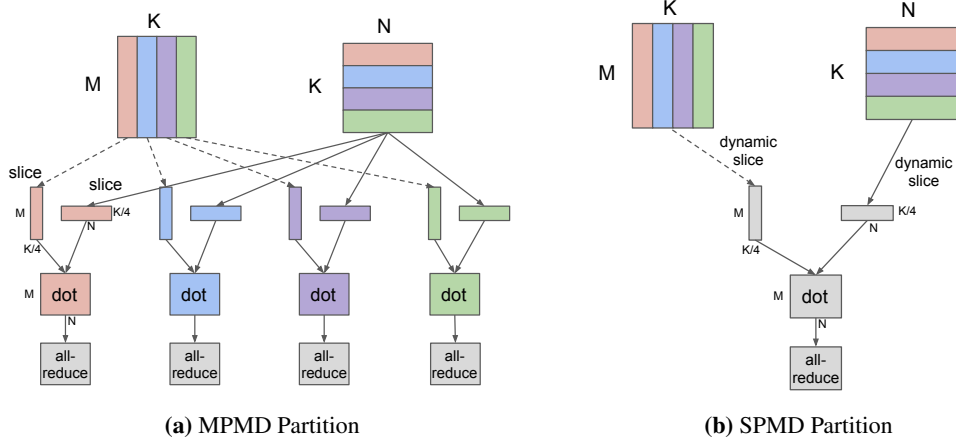 K
M
N
K
slice
slice
M
K/4
K/4
N
dot
dot
dot
dot
M
N
all-
reduce
all-
reduce
all-
reduce
all-
reduce
(a) MPMD Partition
K
M
N
K
dynamic
slice
dynamic
slice
M
K/4
K/4
N
dot
M
N
all-
reduce
(b) SPMD Partition